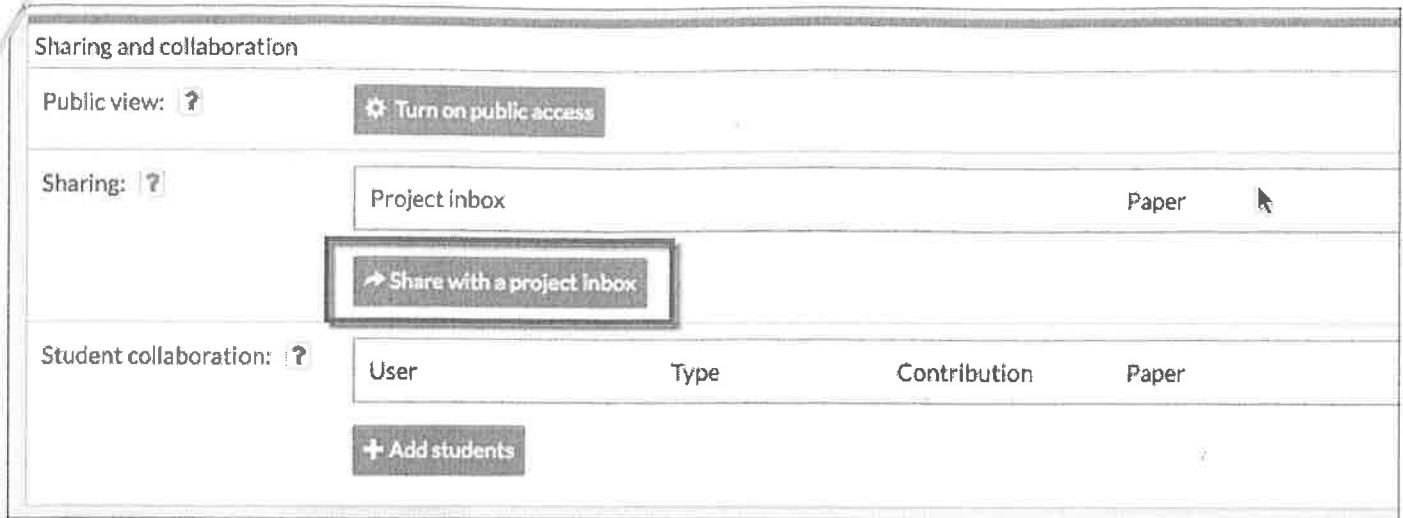 Sharing and collaboration
Public view: ?
Turn on public access
Sharing: ?
Project inbox Paper
Share with a project inbox
Student collaboration: ?
User Type Contribution Paper
+ Add students